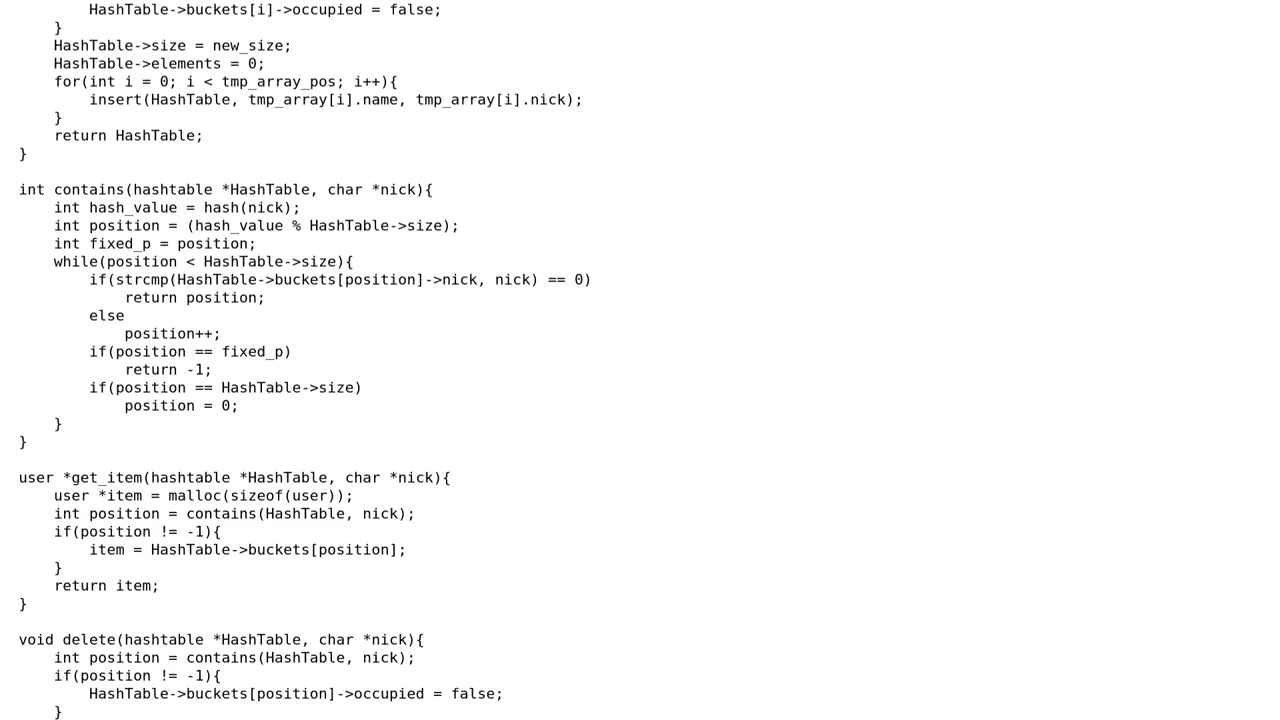 HashTable->buckets[i]->occupied = false;
    }
    HashTable->size = new_size;
    HashTable->elements = 0;
    for(int i = 0; i < tmp_array_pos; i++){
        insert(HashTable, tmp_array[i].name, tmp_array[i].nick);
    }
    return HashTable;
}

int contains(hashtable *HashTable, char *nick){
    int hash_value = hash(nick);
    int position = (hash_value % HashTable->size);
    int fixed_p = position;
    while(position < HashTable->size){
        if(strcmp(HashTable->buckets[position]->nick, nick) == 0)
            return position;
        else
            position++;
        if(position == fixed_p)
            return -1;
        if(position == HashTable->size)
            position = 0;
    }
}

user *get_item(hashtable *HashTable, char *nick){
    user *item = malloc(sizeof(user));
    int position = contains(HashTable, nick);
    if(position != -1){
        item = HashTable->buckets[position];
    }
    return item;
}

void delete(hashtable *HashTable, char *nick){
    int position = contains(HashTable, nick);
    if(position != -1){
        HashTable->buckets[position]->occupied = false;
    }